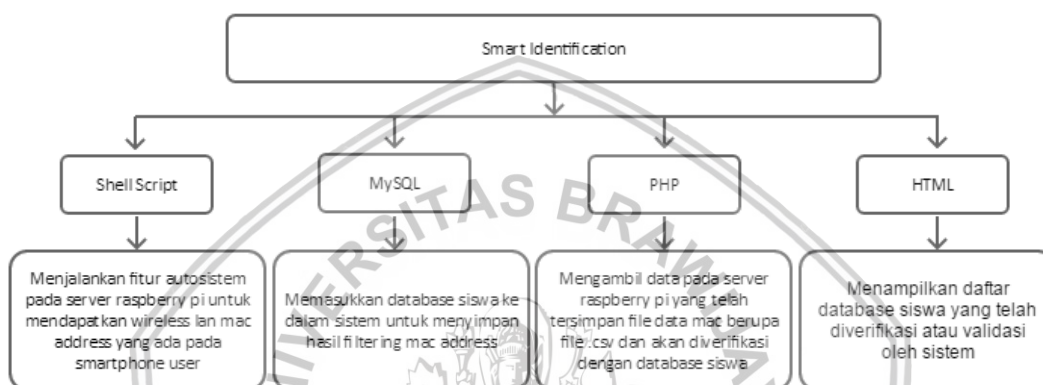 Smart Identification
Shell Script
MySQL
PHP
HTML
Menjalankan fitur autosistem
pada server raspberry pi untuk
mendapatkan wireless lan mac
address yang ada pada
smartphone user
Memasukkan database siswa ke
dalam sistem untuk menyimpan
hasil filtering mac address
Mengambil data pada server
raspberry pi yang telah
tersimpan file data mac berupa
file .csv dan akan diverifikasi
dengan database siswa
Menampilkan daftar
database siswa yang telah
diverifikasi atau validasi
oleh sistem
UNIVERSITAS BRAWIJAYA